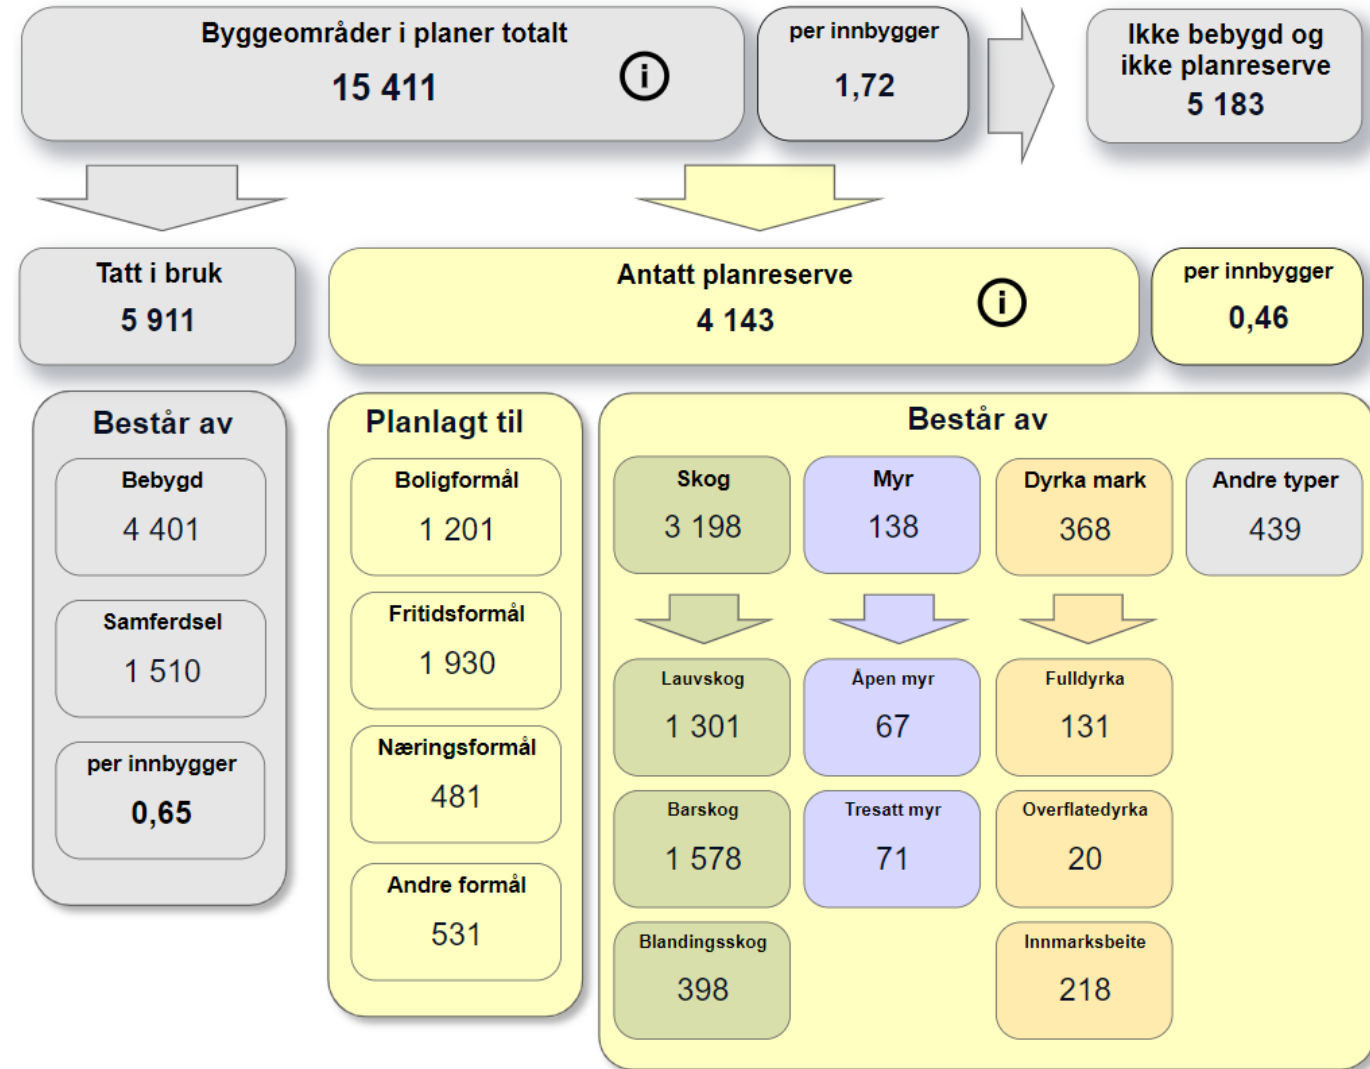 Byggeområder i planer totalt
15 411
per innbygger
1,72
Ikke bebygd og
ikke planreserve
5 183
Tatt i bruk
5 911
Antatt planreserve
4 143
per innbygger
0,46
Består av
Bebygd
4 401
Samferdsel
1 510
per innbygger
0,65
Planlagt til
Boligformål
1 201
Fritidsformål
1 930
Næringsformål
481
Andre formål
531
Består av
Skog
3 198
Myr
138
Dyrka mark
368
Andre typer
439
Lauvskog
1 301
Åpen myr
67
Fulldyrka
131
Barskog
1 578
Tresatt myr
71
Overflatedyrka
20
Blandingsskog
398
Innmarksbeite
218